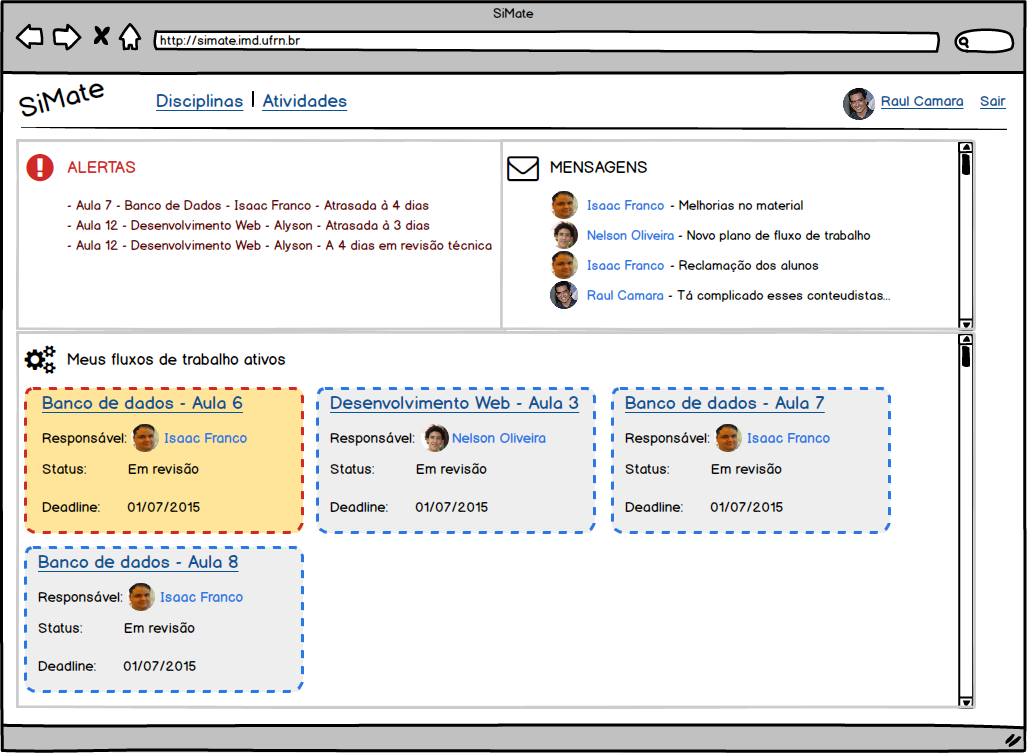 SiMate
http://simate.imd.ufrn.br
SiMate
Disciplinas | Atividades
Raul Camara
Sair
ALERTAS
- Aula 7 - Banco de Dados - Isaac Franco - Atrasada à 4 dias
- Aula 12 - Desenvolvimento Web - Alyson - Atrasada à 3 dias
- Aula 12 - Desenvolvimento Web - Alyson - A 4 dias em revisão técnica
MENSAGENS
Isaac Franco - Melhorias no material
Nelson Oliveira - Novo plano de fluxo de trabalho
Isaac Franco - Reclamação dos alunos
Raul Camara - Tá complicado esses conteudistas...
Meus fluxos de trabalho ativos
Banco de dados - Aula 6
Responsável: Isaac Franco
Status: Em revisão
Deadline: 01/07/2015
Desenvolvimento Web - Aula 3
Responsável: Nelson Oliveira
Status: Em revisão
Deadline: 01/07/2015
Banco de dados - Aula 7
Responsável: Isaac Franco
Status: Em revisão
Deadline: 01/07/2015
Banco de dados - Aula 8
Responsável: Isaac Franco
Status: Em revisão
Deadline: 01/07/2015